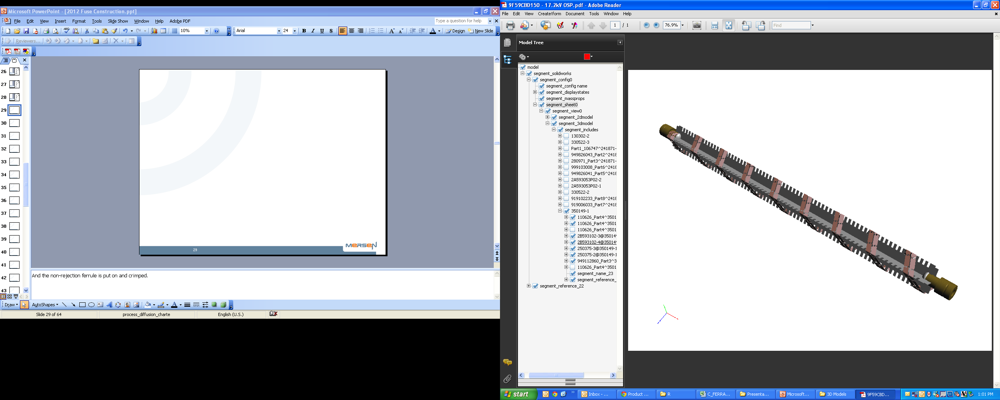 Microsoft PowerPoint - [2012 Fuse Construction.ppt]
File Edit View Insert Format Tools Slide Show Window Help Adobe PDF
Type a question for help
10%
Arial
24
B I U S
Design New Slide
Reviewers...
26
27
28
29
30
31
32
33
34
35
36
37
38
39
40
41
42
43
29
MERSEN
And the non-rejection ferrule is put on and crimped.
Draw AutoShapes
Slide 29 of 64
process_diffusion_charte
English (U.S.)
9F59CBD150 - 17.2kV OSP.pdf - Adobe Reader
File Edit View Create!form Document Tools Window Help
1 / 1
76.9%
Find
Model Tree
model
segment_solidworks
segment_config0
segment_config name
segment_displaystates
segment_massprops
segment_sheet0
segment_view0
segment_2dmodel
segment_3dmodel
segment_includes
130302-2
330522-3
Part1_106747^241871-
949826043_Part2^2418
280971_Part3^241871-
999103008_Part6^2418
949826041_Part5^2418
2A593053P02-2
2A593053P02-1
330522-2
919102233_Part8^2418
919006033_Part7^2418
350149-1
110626_Part4^3501
110626_Part4^3501
110626_Part4^3501
2B593102-3@35014
2B593102-4@35014
250375-3@350149-1
250375-2@350149-1
949112860_Part3^3
110626_Part4^3501
segment_name_23
segment_reference_
segment_reference_22
start
Inbox - ...
Product ...
R
C_FERRA...
Presenta...
Microsoft...
3D Models
9F59CBD...
1:01 PM